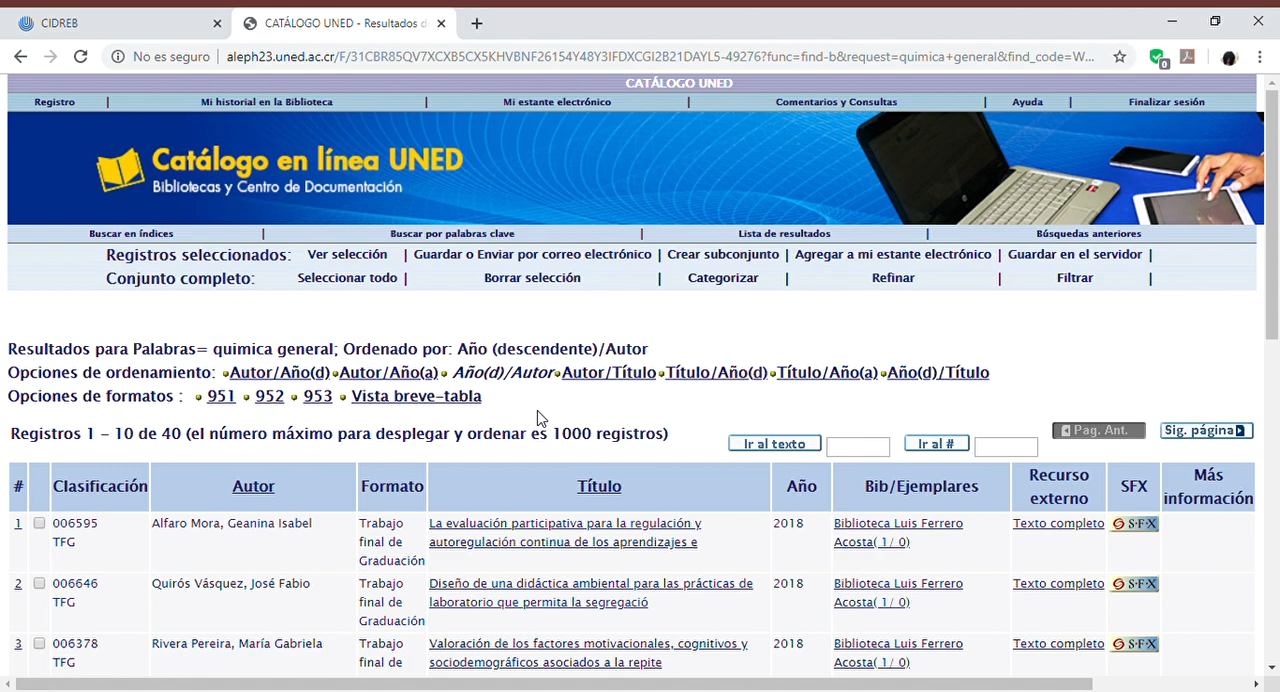 CIDREB
CATÁLOGO UNED - Resultados d
No es seguro
aleph23.uned.ac.cr/F/31CBR85QV7XCXB5CX5KHVBNF26154Y48Y3IFDXCGI2B21DAYL5-49276?func=find-b&request=quimica+general&find_code=W...
CATÁLOGO UNED
Registro | Mi historial en la Biblioteca | Mi estante electrónico | Comentarios y Consultas | Ayuda | Finalizar sesión
Catálogo en línea UNED
Bibliotecas y Centro de Documentación
Buscar en índices | Buscar por palabras clave | Lista de resultados | Búsquedas anteriores
Registros seleccionados: Ver selección | Guardar o Enviar por correo electrónico | Crear subconjunto | Agregar a mi estante electrónico | Guardar en el servidor |
Conjunto completo: Seleccionar todo | Borrar selección | Categorizar | Refinar | Filtrar |
Resultados para Palabras= quimica general; Ordenado por: Año (descendente)/Autor
Opciones de ordenamiento: Autor/Año(d) Autor/Año(a) Año(d)/Autor Autor/Título Título/Año(d) Título/Año(a) Año(d)/Título
Opciones de formatos : 951 952 953 Vista breve-tabla
Registros 1 - 10 de 40 (el número máximo para desplegar y ordenar es 1000 registros)
Ir al texto Ir al # Pag. Ant. Sig. página
# Clasificación Autor Formato Título Año Bib/Ejemplares Recurso externo SFX Más información
1 006595 Alfaro Mora, Geanina Isabel Trabajo La evaluación participativa para la regulación y 2018 Biblioteca Luis Ferrero Texto completo S·F·X
TFG final de autoregulación continua de los aprendizajes e Acosta( 1/ 0)
Graduación
2 006646 Quirós Vásquez, José Fabio Trabajo Diseño de una didáctica ambiental para las prácticas de 2018 Biblioteca Luis Ferrero Texto completo S·F·X
TFG final de laboratorio que permita la segregació Acosta( 1/ 0)
Graduación
3 006378 Rivera Pereira, María Gabriela Trabajo Valoración de los factores motivacionales, cognitivos y 2018 Biblioteca Luis Ferrero Texto completo S·F·X
TFG final de sociodemográficos asociados a la repite Acosta( 1/ 0)